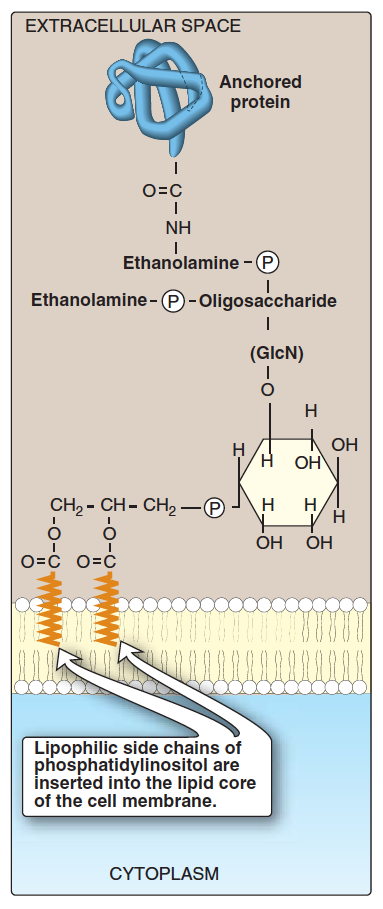 EXTRACELLULAR SPACE
Anchored
protein
O=C
NH
Ethanolamine - P
Ethanolamine - P - Oligosaccharide
(GlcN)
O
H
H H OH OH
CH2 - CH - CH2 — P H H H
O O OH OH
O=C O=C
Lipophilic side chains of
phosphatidylinositol are
inserted into the lipid core
of the cell membrane.
CYTOPLASM